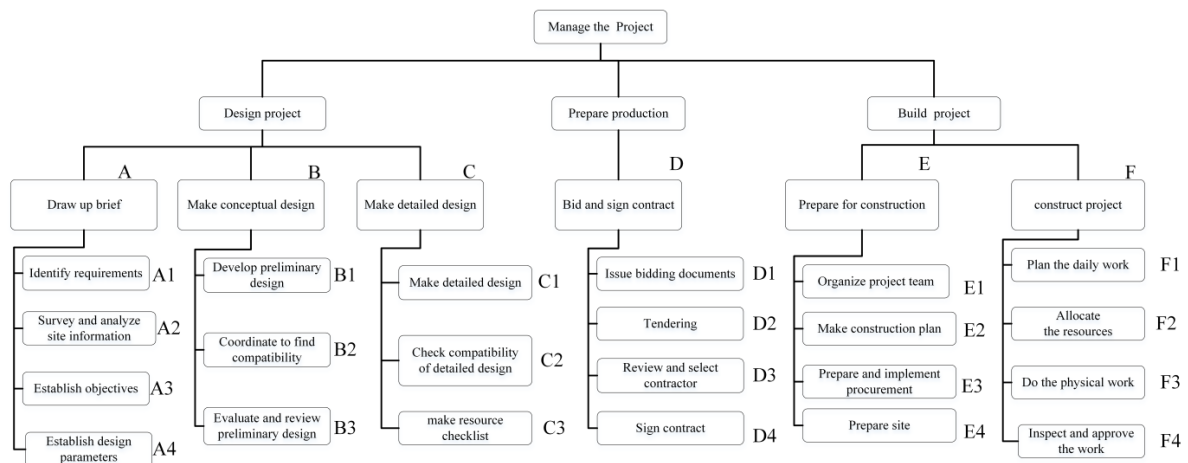 Manage the Project
Design project
Prepare production
Build project
A
B
C
D
E
F
Draw up brief
Make conceptual design
Make detailed design
Bid and sign contract
Prepare for construction
construct project
Identify requirements
A1
Survey and analyze
site information
A2
Establish objectives
A3
Establish design
parameters
A4
Develop preliminary
design
B1
Coordinate to find
compatibility
B2
Evaluate and review
preliminary design
B3
Make detailed design
C1
Check compatibility
of detailed design
C2
make resource
checklist
C3
Issue bidding documents
D1
Tendering
D2
Review and select
contractor
D3
Sign contract
D4
Organize project team
E1
Make construction plan
E2
Prepare and implement
procurement
E3
Prepare site
E4
Plan the daily work
F1
Allocate
the resources
F2
Do the physical work
F3
Inspect and approve
the work
F4